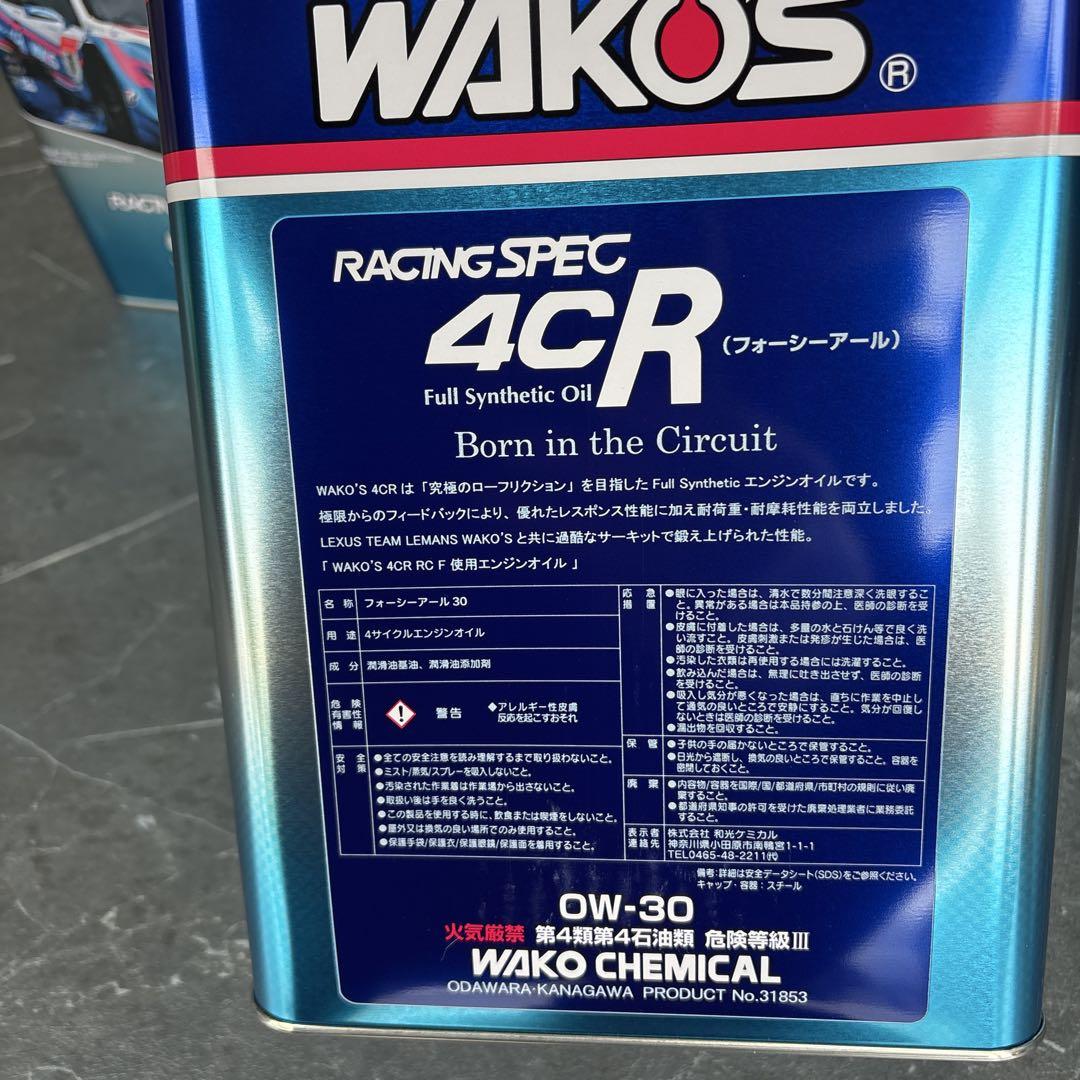 WAKO'S®
RACING SPEC
4CR
(フォーシーアール)
Full Synthetic Oil
Born in the Circuit
WAKO'S 4CR は「究極のローフリクション」を目指した Full Synthetic エンジンオイルです。
極限からのフィードバックにより、優れたレスポンス性能に加え耐荷重・耐摩耗性能を両立しました。
LEXUS TEAM LEMANS WAKO'S と共に過酷なサーキットで鍛え上げられた性能。
「 WAKO'S 4CR RC F 使用エンジンオイル 」
名 称 フォーシーアール30
用 途 4サイクルエンジンオイル
成 分 潤滑油基油、潤滑油添加剤
危 険
有害性
情 報
警告
◆アレルギー性皮膚
反応を起こすおそれ
安 全
対 策
●全ての安全注意を読み理解するまで取り扱わないこと。
●ミスト/蒸気/スプレーを吸入しないこと。
●汚染された作業着は作業場から出さないこと。
●取扱い後は手を良く洗うこと。
●この製品を使用する時に、飲食または喫煙をしないこと。
●屋外又は換気の良い場所でのみ使用すること。
●保護手袋/保護衣/保護眼鏡/保護面を着用すること。
応 急
措 置
●眼に入った場合は、清水で数分間注意深く洗眼するこ
と。異常がある場合は本品持参の上、医師の診断を受
けること。
●皮膚に付着した場合は、多量の水と石けん等で良く洗
い流すこと。皮膚刺激または発疹が生じた場合は、医
師の診断を受けること。
●汚染した衣類は再使用する場合には洗濯すること。
●飲み込んだ場合は、無理に吐き出させず、医師の診断
を受けること。
●吸入し気分が悪くなった場合は、直ちに作業を中止し
て通気の良いところで安静にすること。気分が回復し
ないときは医師の診断を受けること。
●漏出物を回収すること。
保 管
●子供の手の届かないところで保管すること。
●日光から遮断し、換気の良いところで保管すること。容器を
密閉しておくこと。
廃 棄
●内容物/容器を国際/国/都道府県/市町村の規則に従い廃
棄すること。
●都道府県知事の許可を受けた廃棄処理業者に業務委託
すること。
表示者
連絡先
株式会社 和光ケミカル
神奈川県小田原市南鴨宮1-1-1
TEL0465-48-2211㈹
備考:詳細は安全データシート(SDS)をご参照ください。
キャップ・容器:スチール
0W-30
火気厳禁 第4類第4石油類 危険等級Ⅲ
WAKO CHEMICAL
ODAWARA・KANAGAWA PRODUCT No.31853